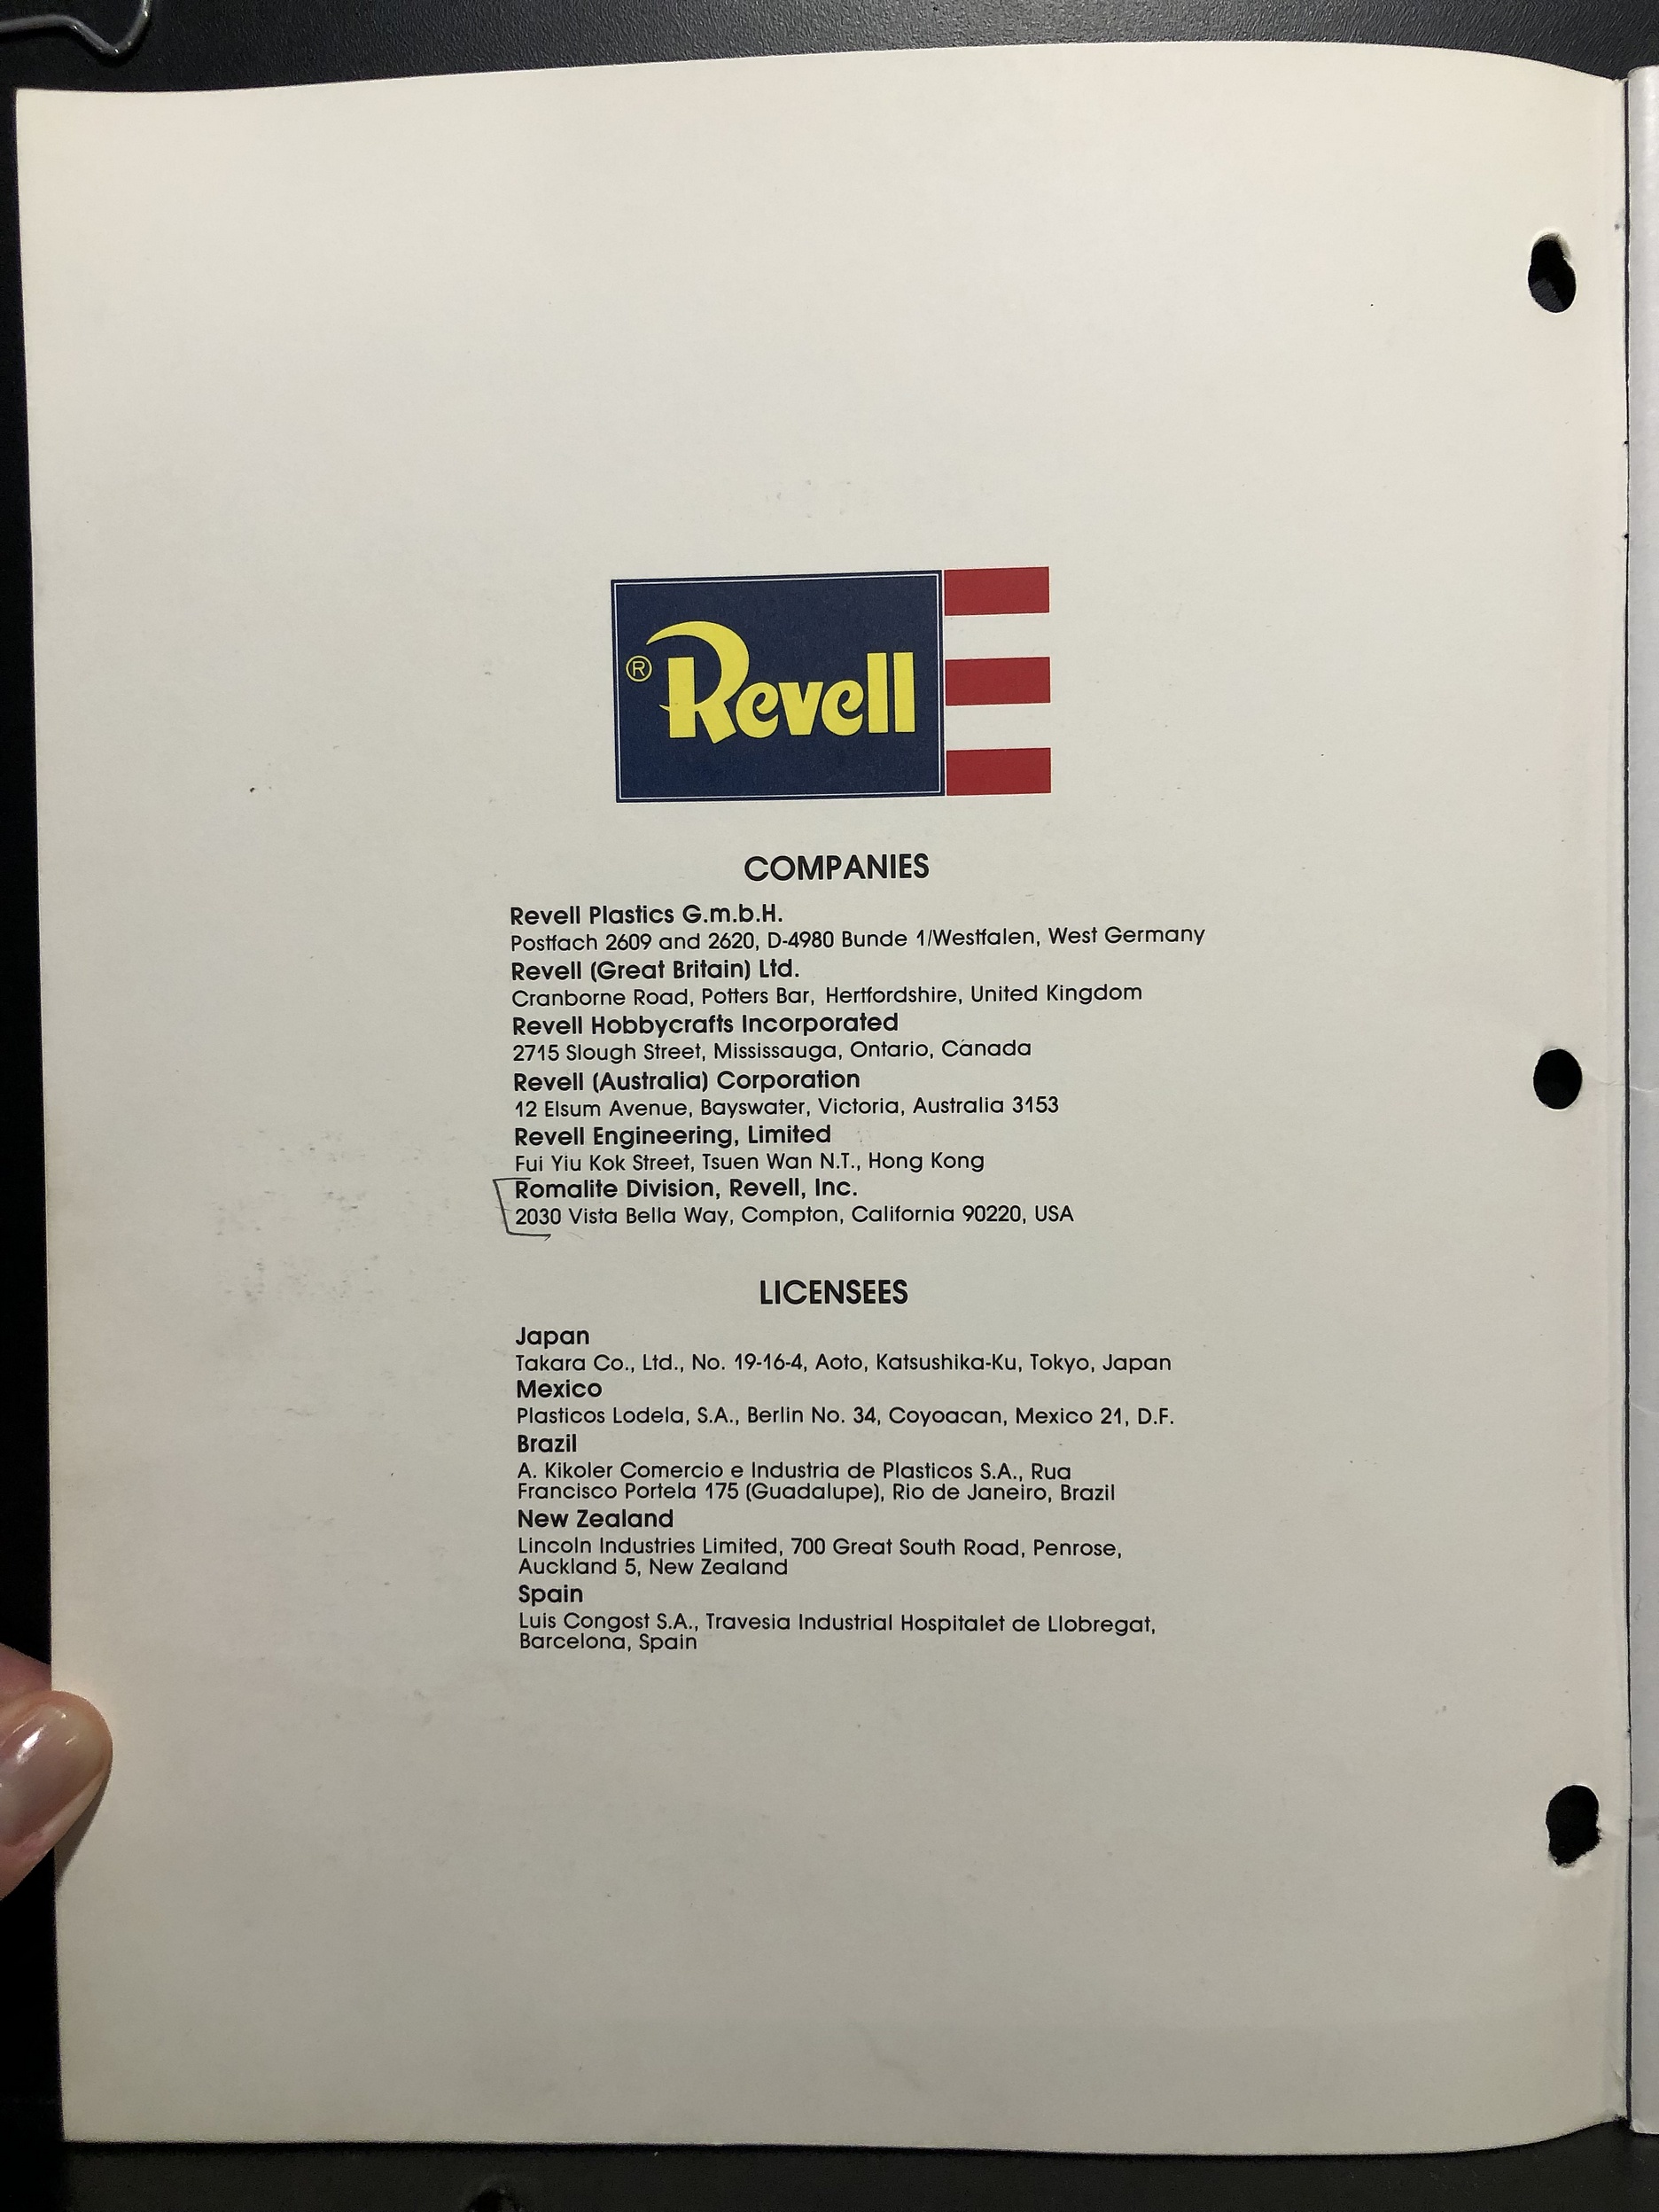 ® Revell
COMPANIES
Revell Plastics G.m.b.H.
Postfach 2609 and 2620, D-4980 Bunde 1/Westfalen, West Germany
Revell (Great Britain) Ltd.
Cranborne Road, Potters Bar, Hertfordshire, United Kingdom
Revell Hobbycrafts Incorporated
2715 Slough Street, Mississauga, Ontario, Canada
Revell (Australia) Corporation
12 Elsum Avenue, Bayswater, Victoria, Australia 3153
Revell Engineering, Limited
Fui Yiu Kok Street, Tsuen Wan N.T., Hong Kong
Romalite Division, Revell, Inc.
2030 Vista Bella Way, Compton, California 90220, USA
LICENSEES
Japan
Takara Co., Ltd., No. 19-16-4, Aoto, Katsushika-Ku, Tokyo, Japan
Mexico
Plasticos Lodela, S.A., Berlin No. 34, Coyoacan, Mexico 21, D.F.
Brazil
A. Kikoler Comercio e Industria de Plasticos S.A., Rua
Francisco Portela 175 (Guadalupe), Rio de Janeiro, Brazil
New Zealand
Lincoln Industries Limited, 700 Great South Road, Penrose,
Auckland 5, New Zealand
Spain
Luis Congost S.A., Travesia Industrial Hospitalet de Llobregat,
Barcelona, Spain